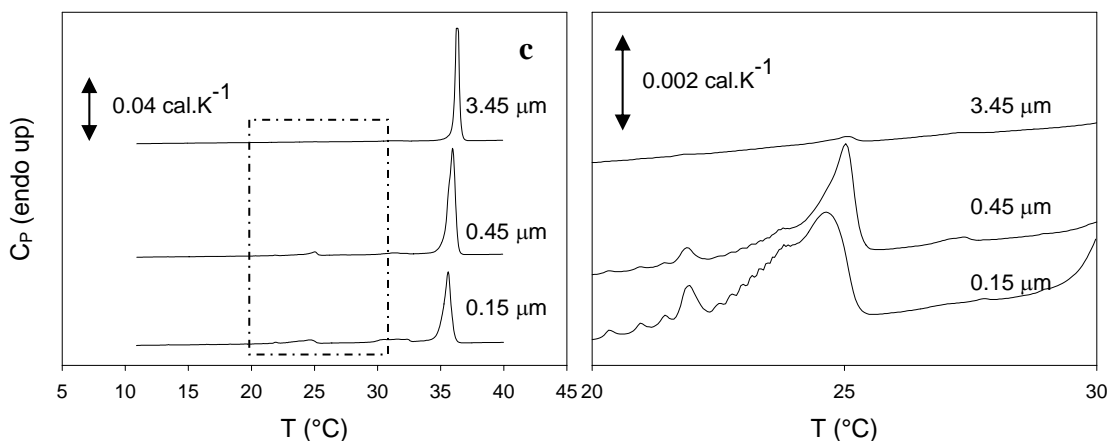 c
0.04 cal.K-1
3.45 μm
0.45 μm
0.15 μm
CP (endo up)
5 10 15 20 25 30 35 40 45
T (°C)
0.002 cal.K-1
3.45 μm
0.45 μm
0.15 μm
20 25 30
T (°C)